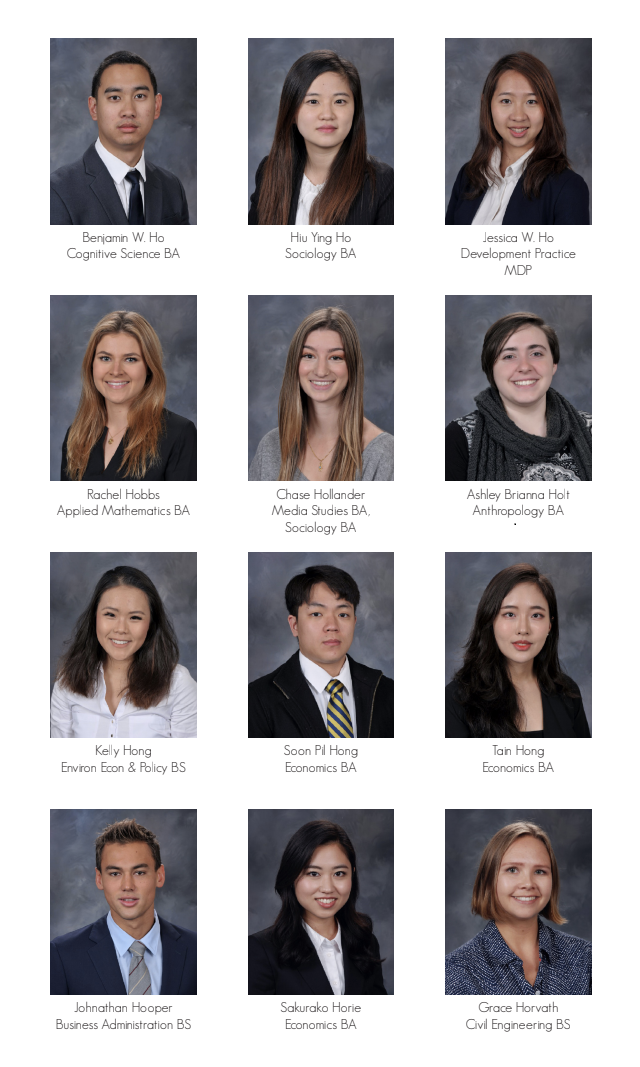 Benjamin W. Ho
Cognitive Science BA
Hiu Ying Ho
Sociology BA
Jessica W. Ho
Development Practice
MDP
Rachel Hobbs
Applied Mathematics BA
Chase Hollander
Media Studies BA,
Sociology BA
Ashley Brianna Holt
Anthropology BA
Kelly Hong
Environ Econ & Policy BS
Soon Pil Hong
Economics BA
Tain Hong
Economics BA
Johnathan Hooper
Business Administration BS
Sakurako Horie
Economics BA
Grace Horvath
Civil Engineering BS